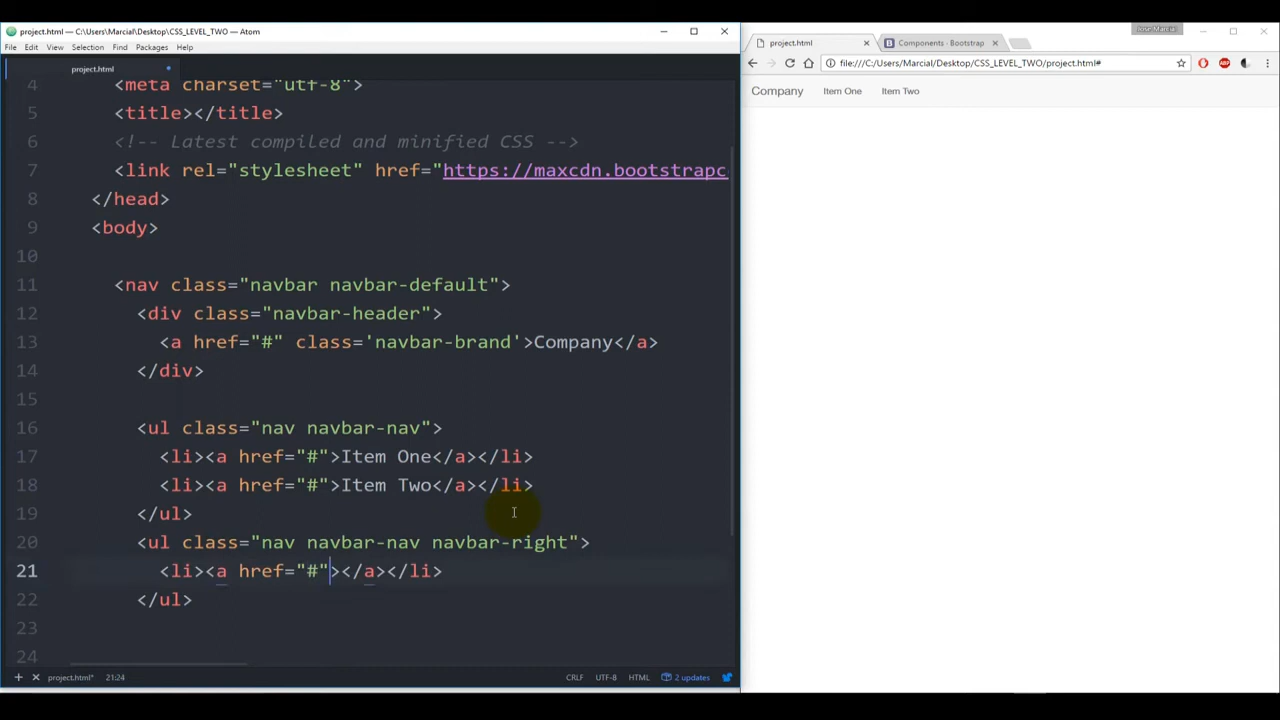 project.html — C:\Users\Marcial\Desktop\CSS_LEVEL_TWO — Atom
File Edit View Selection Find Packages Help
project.html
4 <meta charset="utf-8">
5 <title></title>
6 <!-- Latest compiled and minified CSS -->
7 <link rel="stylesheet" href="https://maxcdn.bootstrapc
8 </head>
9 <body>
10
11 <nav class="navbar navbar-default">
12 <div class="navbar-header">
13 <a href="#" class='navbar-brand'>Company</a>
14 </div>
15
16 <ul class="nav navbar-nav">
17 <li><a href="#">Item One</a></li>
18 <li><a href="#">Item Two</a></li>
19 </ul>
20 <ul class="nav navbar-nav navbar-right">
21 <li><a href="#"></a></li>
22 </ul>
23
24
project.html* 21:24 CRLF UTF-8 HTML 2 updates
Jose Marcial
project.html Components · Bootstrap
file:///C:/Users/Marcial/Desktop/CSS_LEVEL_TWO/project.html#
ABP
Company Item One Item Two